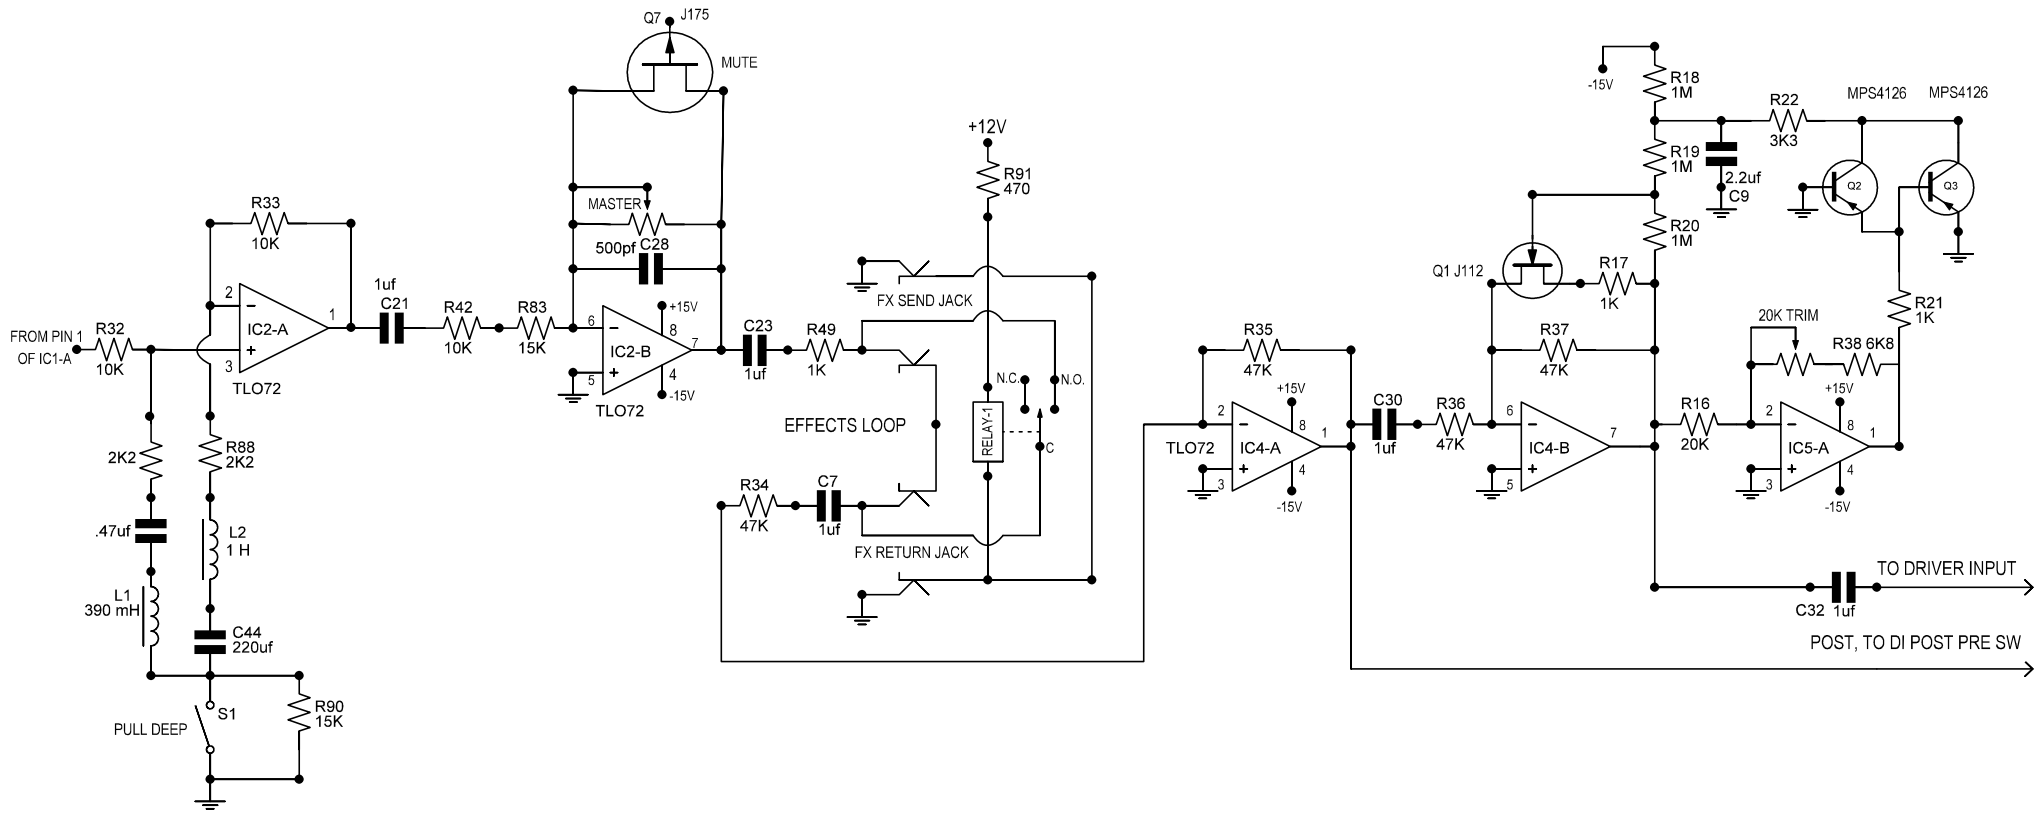 Q7 J175
MUTE
-15V
R18
1M
MPS4126
MPS4126
R22
3K3
+12V
R19
1M
2.2uf
C9
Q2
Q3
R91
470
R33
10K
MASTER
500pf C28
R20
1M
1uf
C21
Q1 J112
R17
1K
FX SEND JACK
2
IC2-A
1
3
TLO72
FROM PIN 1
OF IC1-A
R32
10K
R42
10K
R83
15K
+15V
6
8
IC2-B
7
5
4
-15V
TLO72
C23
1uf
R49
1K
R21
1K
20K TRIM
R38 6K8
R35
47K
R37
47K
N.C.
N.O.
RELAY-1
C
EFFECTS LOOP
+15V
2
8
TLO72
IC4-A
1
3
4
-15V
C30
1uf
R36
47K
6
IC4-B
7
5
R16
20K
+15V
2
8
IC5-A
1
3
4
-15V
2K2
R88
2K2
R34
47K
C7
1uf
.47uf
L2
1 H
FX RETURN JACK
L1
390 mH
C44
220uf
TO DRIVER INPUT
C32 1uf
POST, TO DI POST PRE SW
S1
R90
15K
PULL DEEP